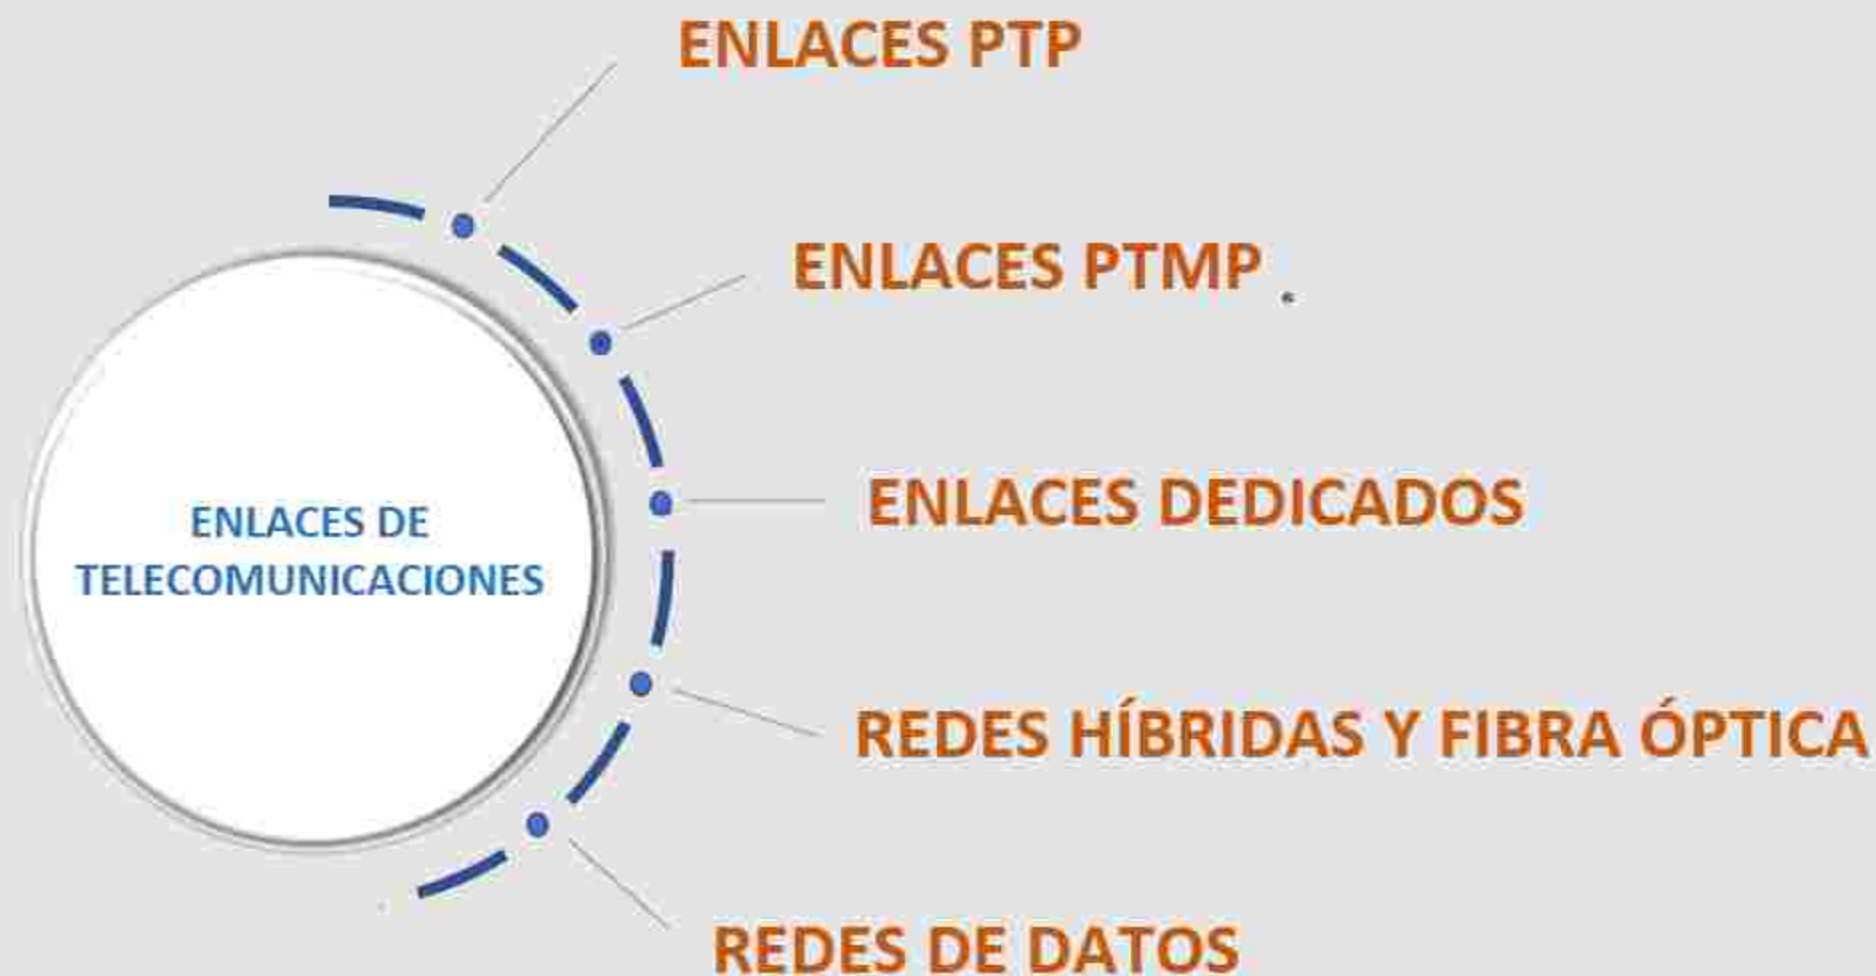 ENLACES PTP
ENLACES PTMP
ENLACES DE
TELECOMUNICACIONES
ENLACES DEDICADOS
REDES HÍBRIDAS Y FIBRA ÓPTICA
REDES DE DATOS